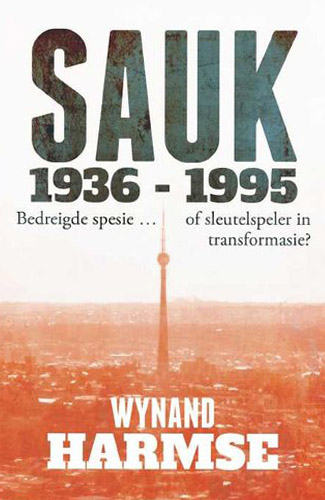 SAUK
1936 - 1995
Bedreigde spesie ... of sleutelspeler in
transformasie?
WYNAND
HARMSE